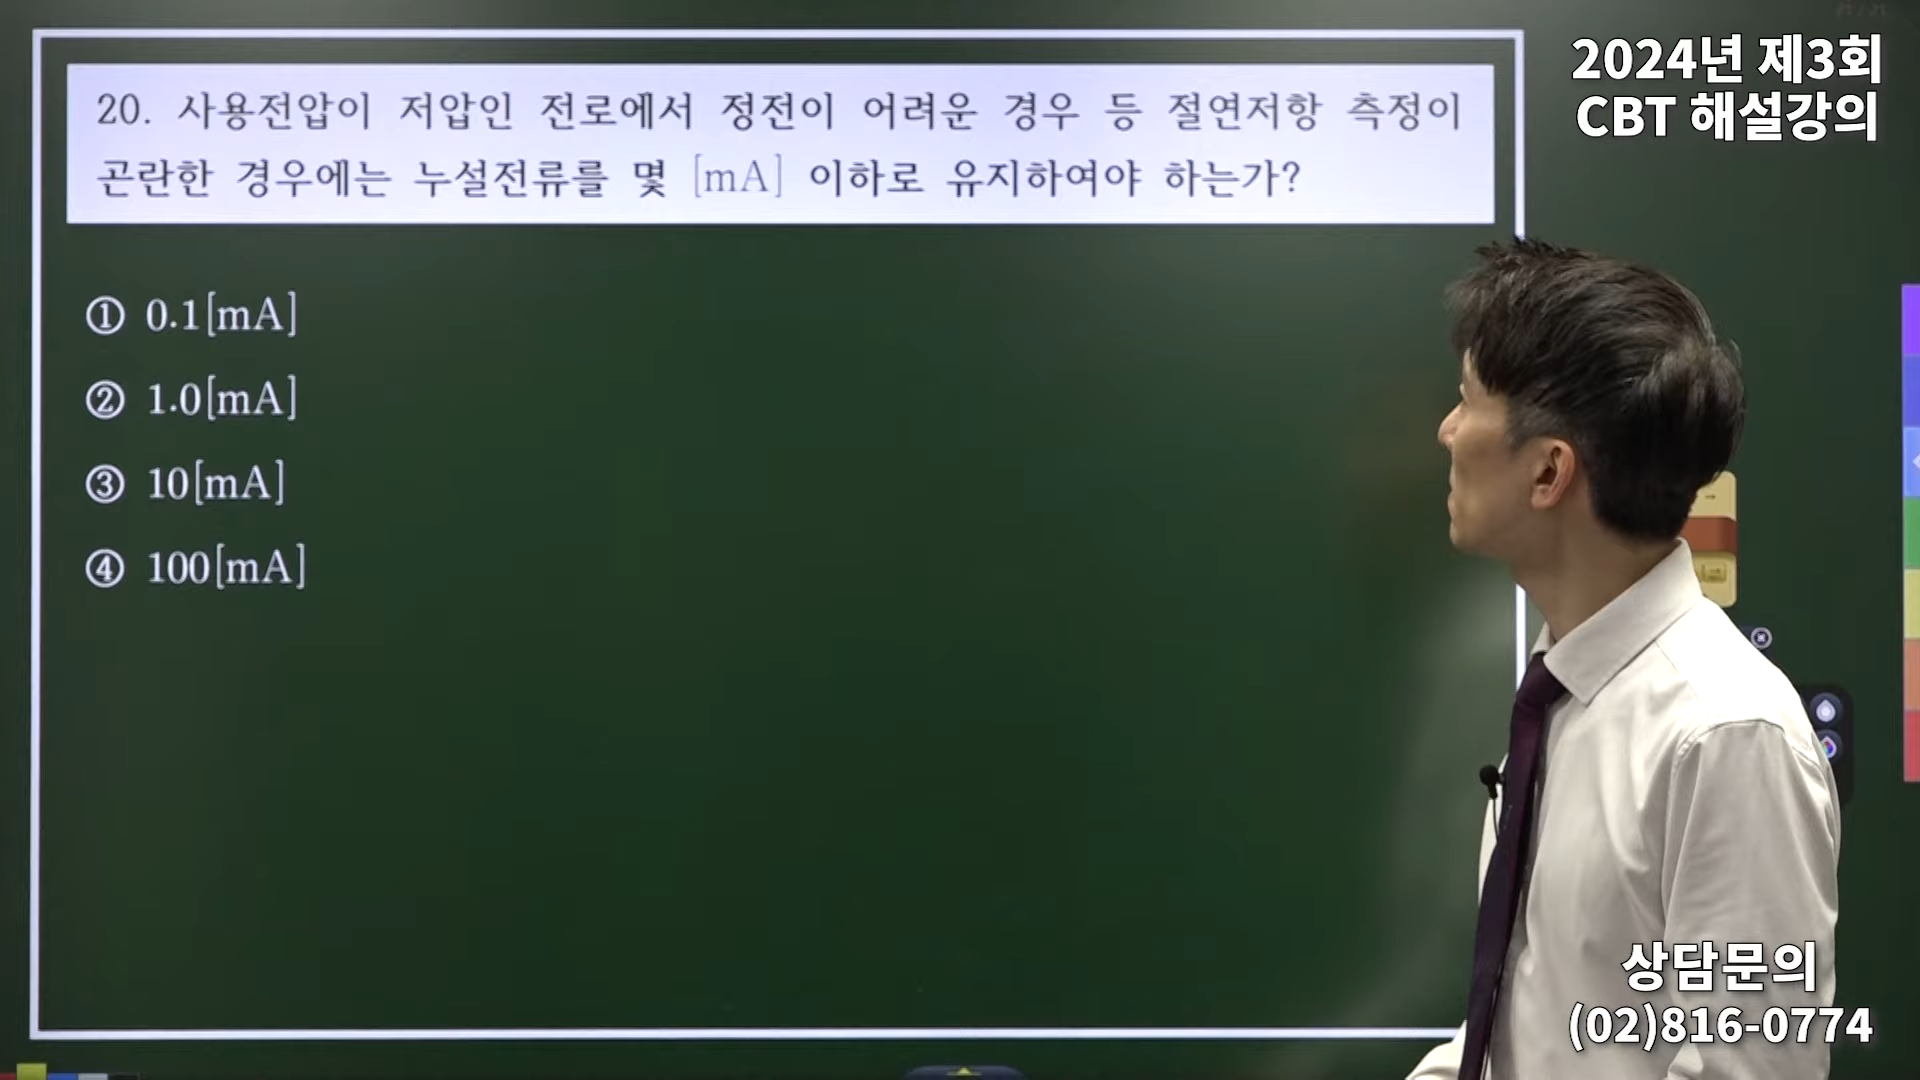 2024년 제3회
CBT 해설강의
20. 사용전압이 저압인 전로에서 정전이 어려운 경우 등 절연저항 측정이
곤란한 경우에는 누설전류를 몇 [mA] 이하로 유지하여야 하는가?
① 0.1[mA]
② 1.0[mA]
③ 10[mA]
④ 100[mA]
상담문의
(02)816-0774